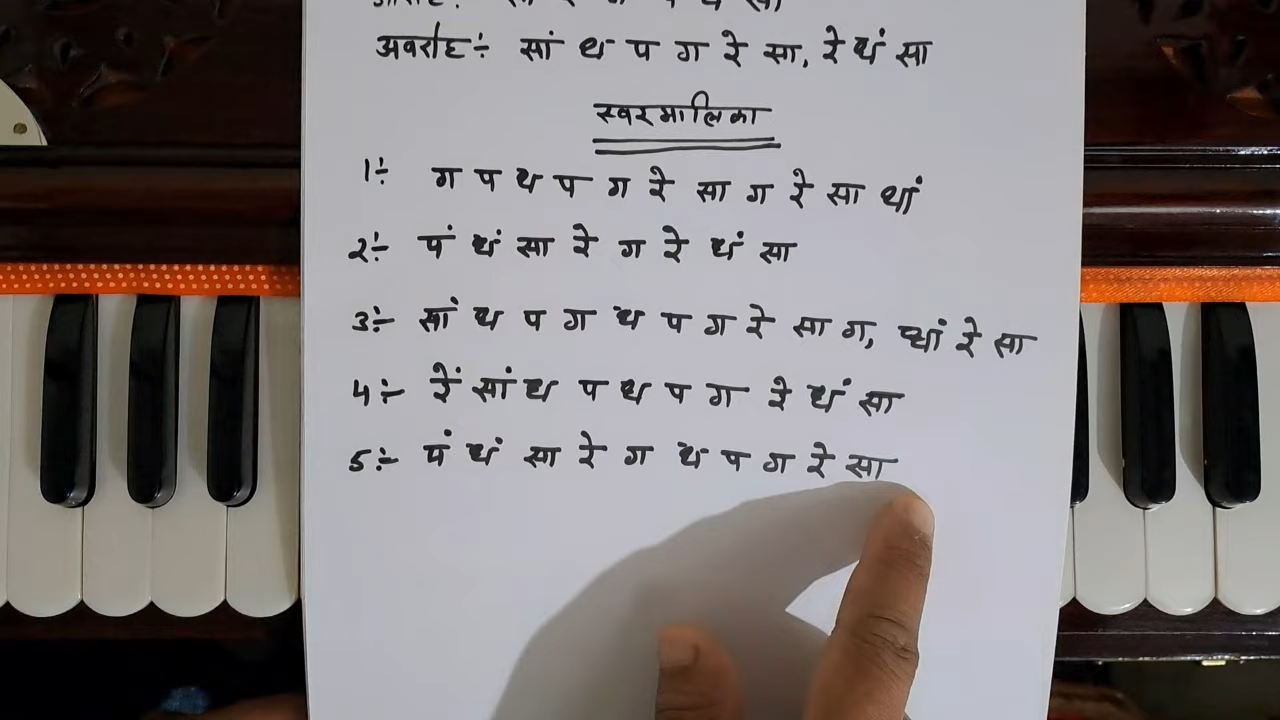 सा रे ग प ध सा
अवरोह ÷ सां ध प ग रे सा, रे धं सा
स्वरमालिका
1 ÷ ग प ध प ग रे सा ग रे सा धां
2 ÷ पं धं सा रे ग रे धं सा
3 ÷ सां ध प ग ध प ग रे सा ग, रे सा
4 ÷ रें सां ध प ध प ग रे धं सा
5 ÷ पं धं सा रे ग ध प ग रे सा